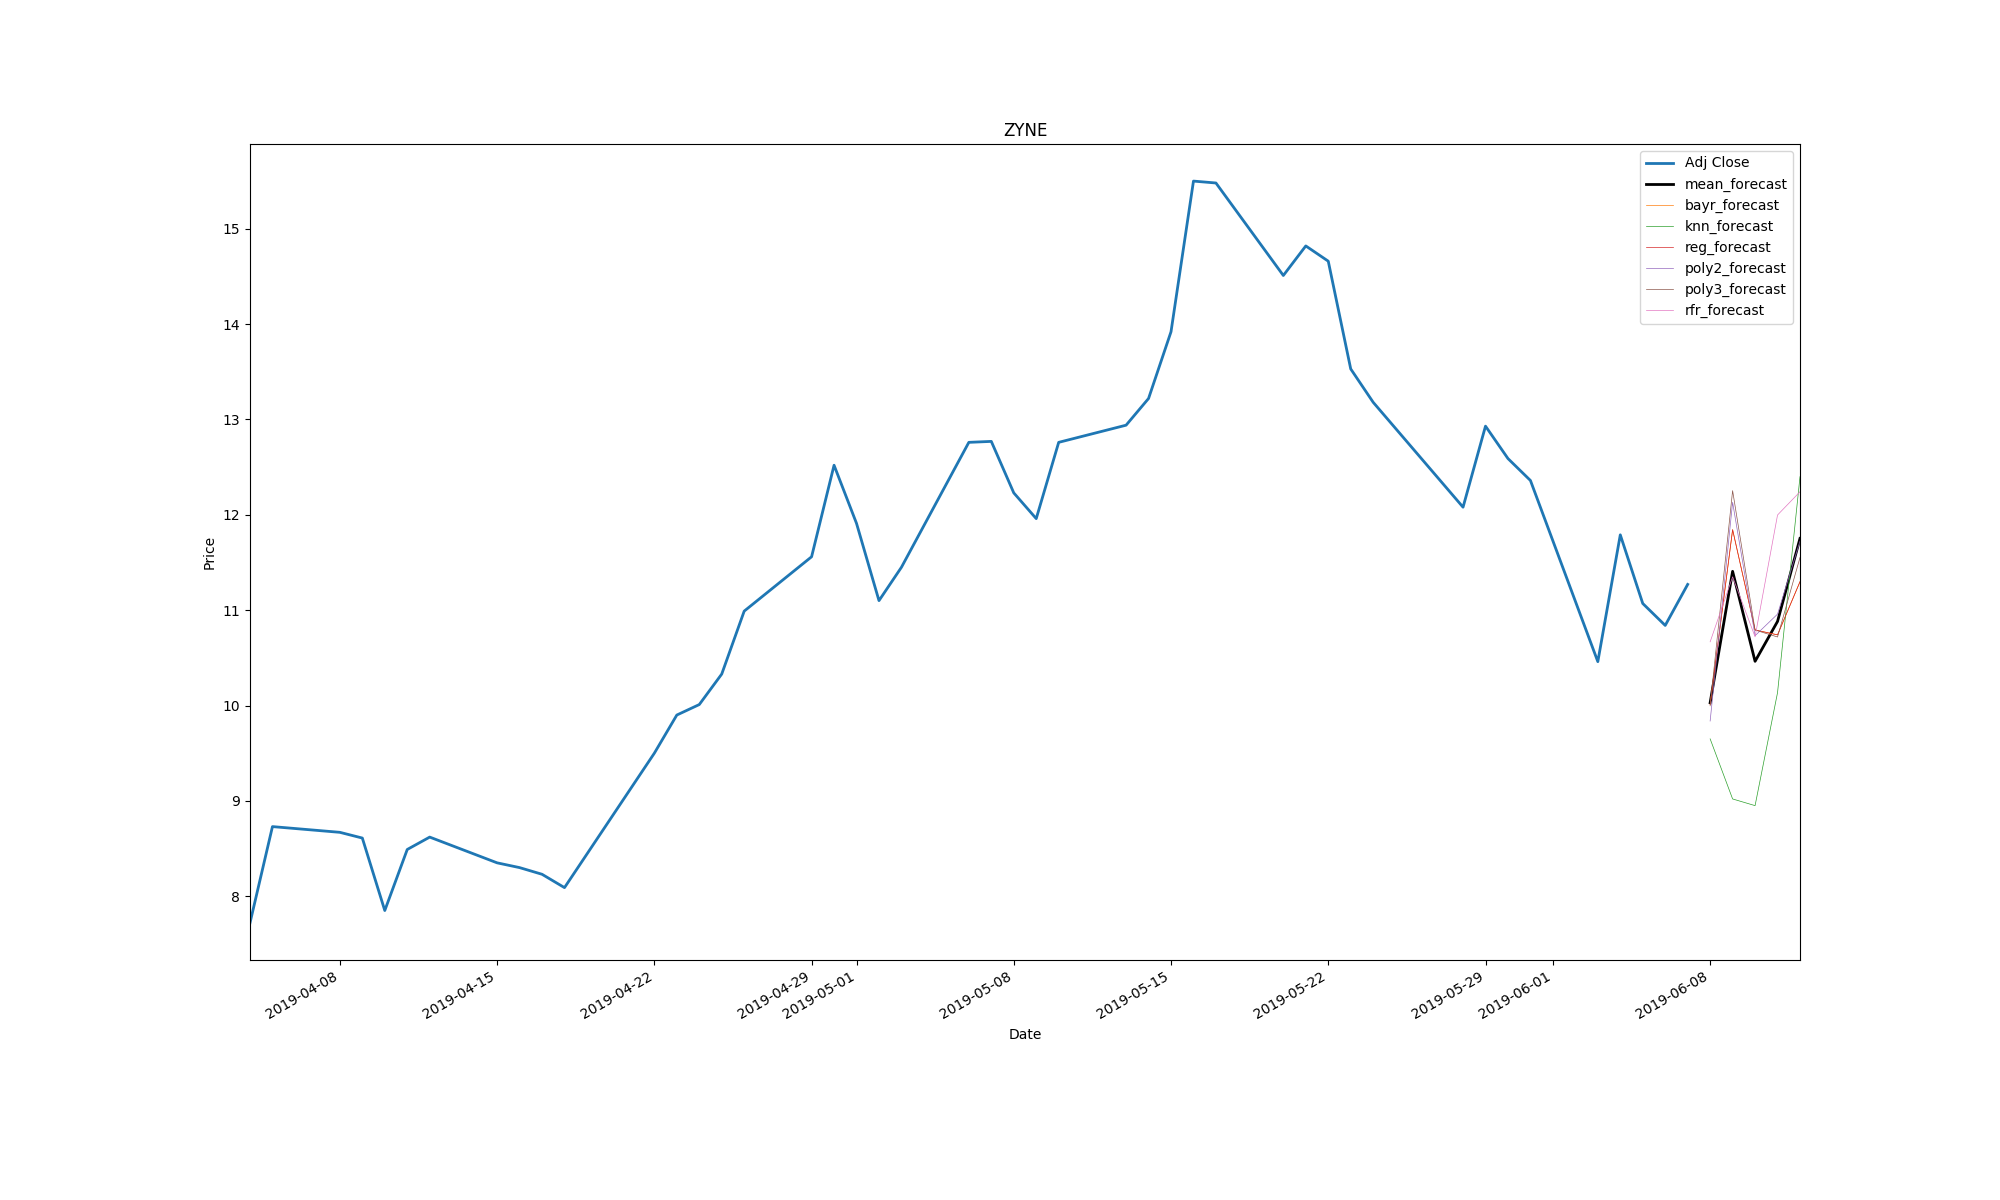 ZYNE
Adj Close
mean_forecast
bayr_forecast
knn_forecast
reg_forecast
poly2_forecast
poly3_forecast
rfr_forecast
15
14
13
12
11
10
9
8
Price
2019-04-08
2019-04-15
2019-04-22
2019-04-29
2019-05-01
2019-05-08
2019-05-15
2019-05-22
2019-05-29
2019-06-01
2019-06-08
Date